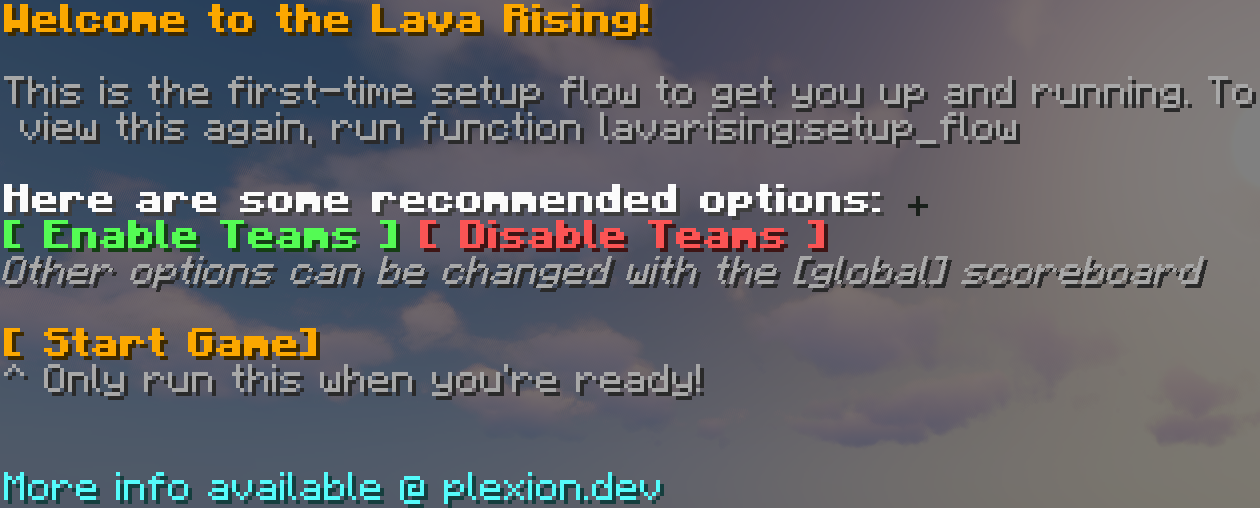 Welcome to the Lava Rising!
This is the first-time setup flow to get you up and running. To
view this again, run function lavarising:setup_flow
Here are some recommended options:
[ Enable Teams ] [ Disable Teams ]
Other options can be changed with the [global] scoreboard
[ Start Game]
^ Only run this when you're ready!
More info available @ plexion.dev